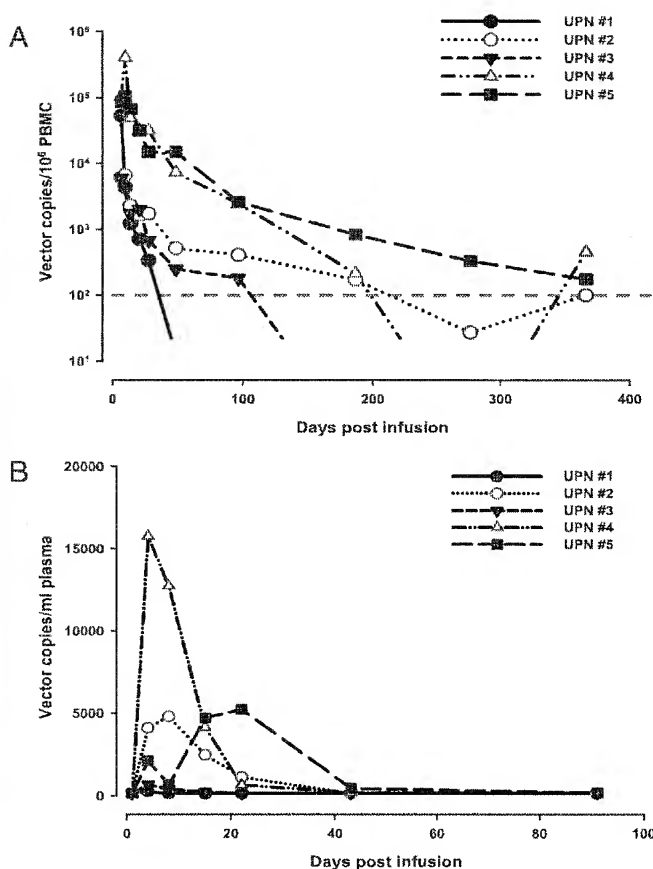 A
Vector copies/10⁶ PBMC
10⁶
10⁵
10⁴
10³
10²
10¹
0
100
200
300
400
Days post infusion
UPN #1
UPN #2
UPN #3
UPN #4
UPN #5
B
Vector copies/ml plasma
20000
15000
10000
5000
0
0
20
40
60
80
100
Days post infusion
UPN #1
UPN #2
UPN #3
UPN #4
UPN #5